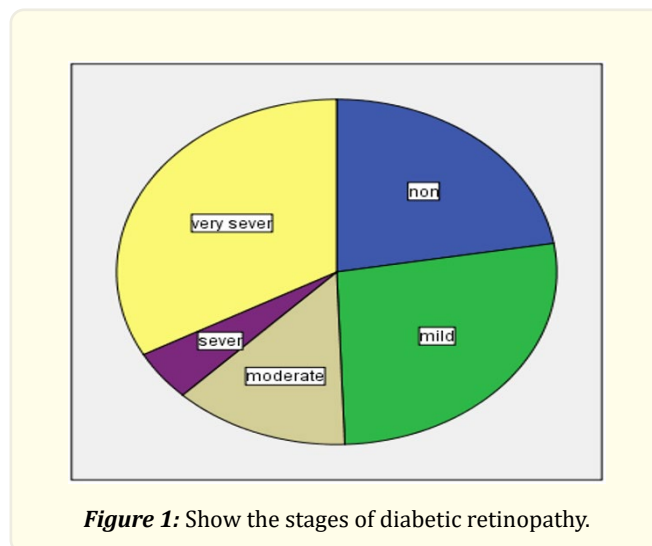 non
very sever
mild
sever
moderate
Figure 1: Show the stages of diabetic retinopathy.